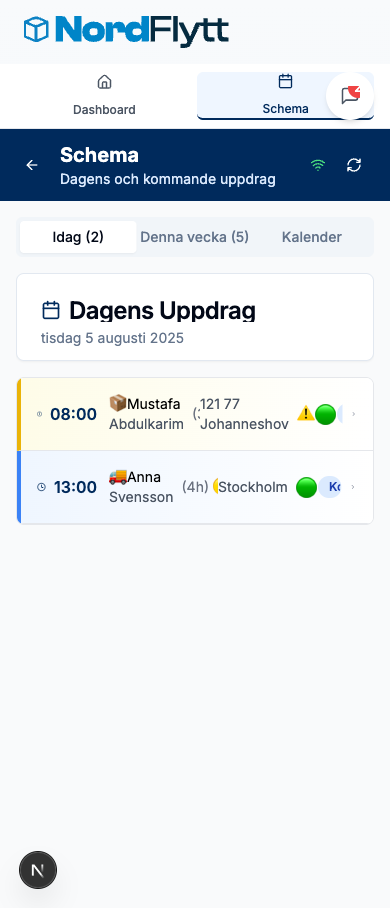 NordFlytt
Dashboard
Schema
Schema
Dagens och kommande uppdrag
Idag (2)
Denna vecka (5)
Kalender
Dagens Uppdrag
tisdag 5 augusti 2025
08:00
Mustafa
Abdulkarim
121 77
Johanneshov
13:00
Anna
Svensson
(4h)
Stockholm
N